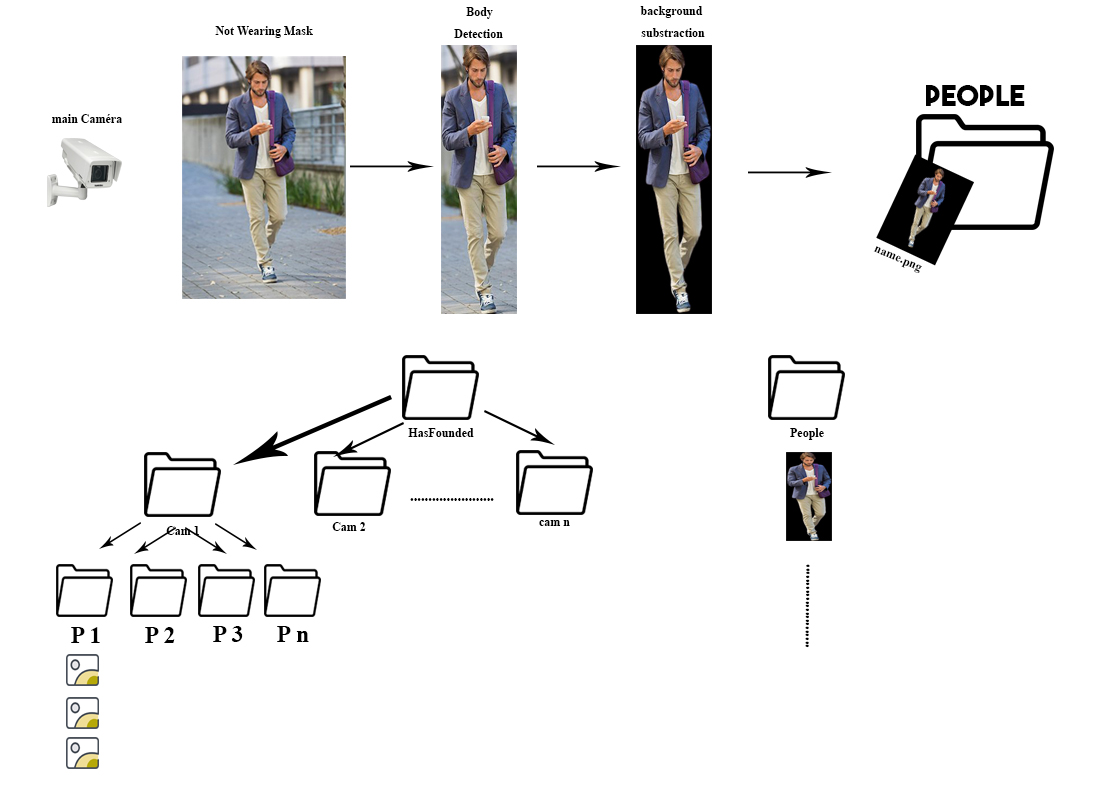 Not Wearing Mask
Body
Detection
background
substraction
main Caméra
PEOPLE
name.png
HasFounded
People
Cam 1
Cam 2
cam n
P 1
P 2
P 3
P n